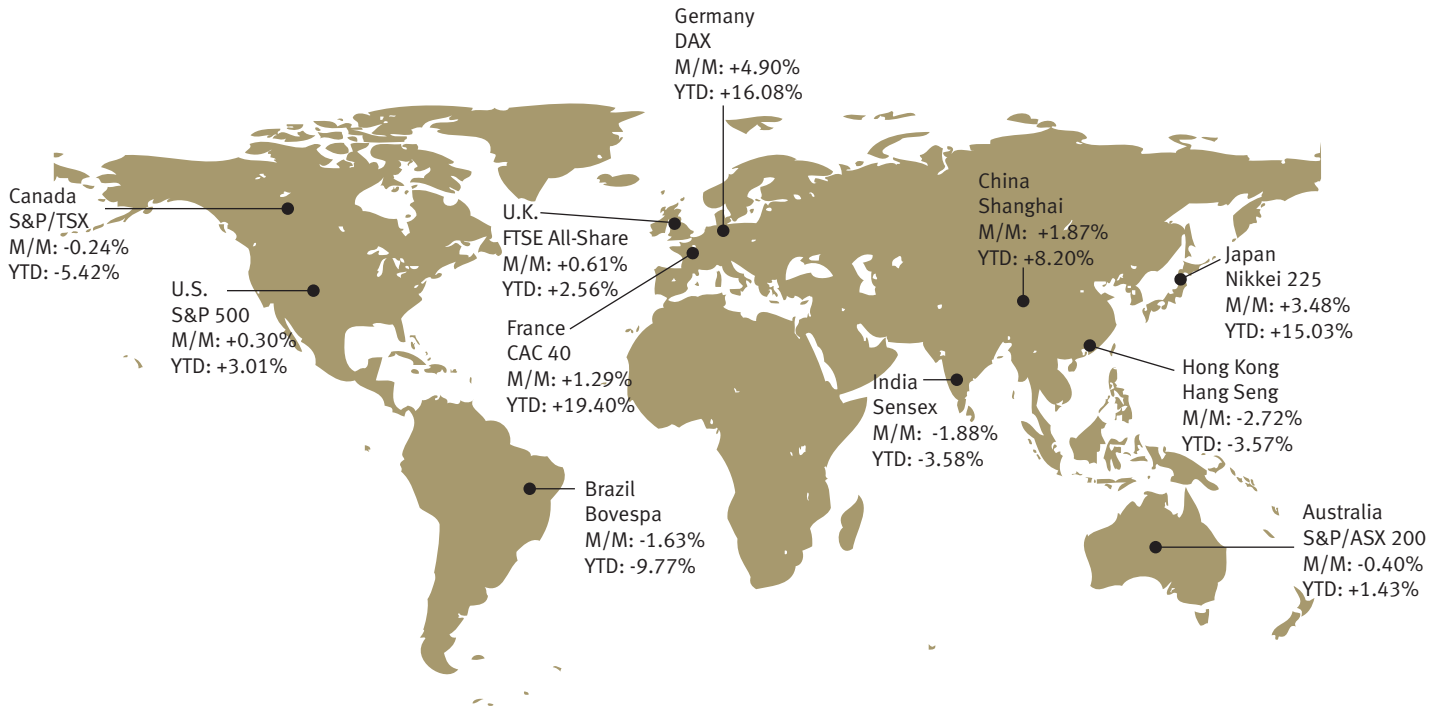 Germany
DAX
M/M: +4.90%
YTD: +16.08%
Canada
S&P/TSX
M/M: -0.24%
YTD: -5.42%
U.S.
S&P 500
M/M: +0.30%
YTD: +3.01%
U.K.
FTSE All-Share
M/M: +0.61%
YTD: +2.56%
France
CAC 40
M/M: +1.29%
YTD: +19.40%
China
Shanghai
M/M: +1.87%
YTD: +8.20%
Japan
Nikkei 225
M/M: +3.48%
YTD: +15.03%
Hong Kong
Hang Seng
M/M: -2.72%
YTD: -3.57%
India
Sensex
M/M: -1.88%
YTD: -3.58%
Brazil
Bovespa
M/M: -1.63%
YTD: -9.77%
Australia
S&P/ASX 200
M/M: -0.40%
YTD: +1.43%